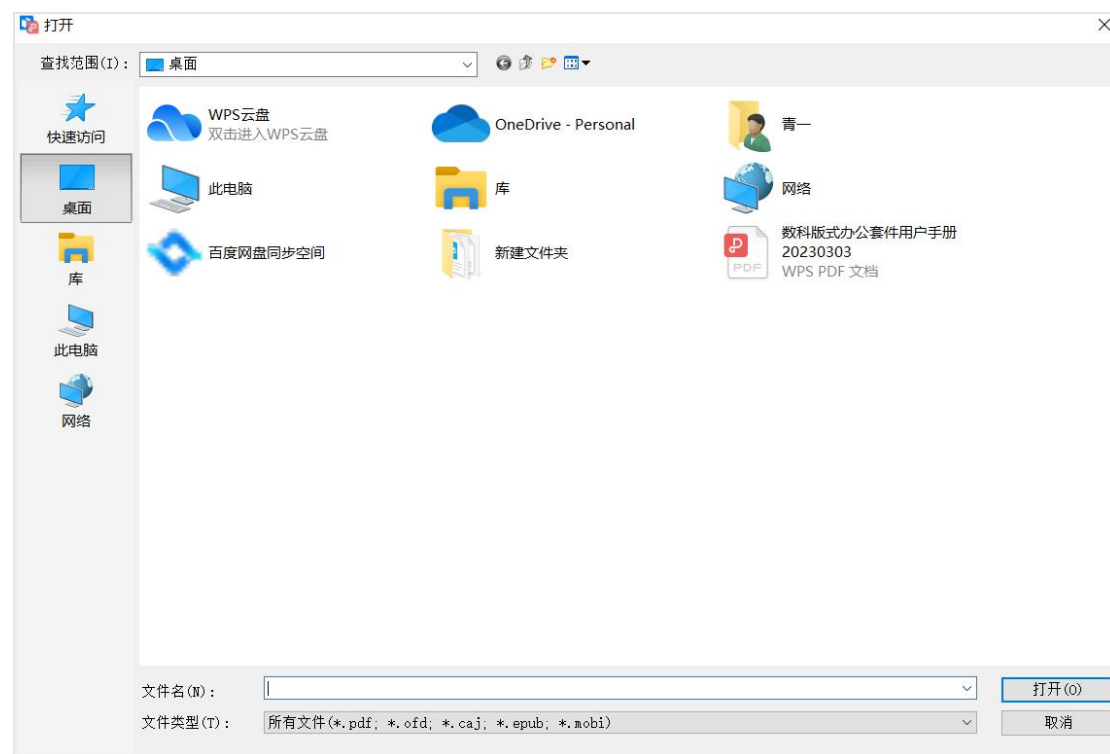 打开
查找范围(I):
桌面
快速访问
桌面
库
此电脑
网络
WPS云盘
双击进入WPS云盘
OneDrive - Personal
青一
此电脑
库
网络
百度网盘同步空间
新建文件夹
数科版式办公套件用户手册
20230303
WPS PDF 文档
PDF
文件名(N):
打开(O)
文件类型(T):
所有文件(*.pdf; *.ofd; *.caj; *.epub; *.mobi)
取消